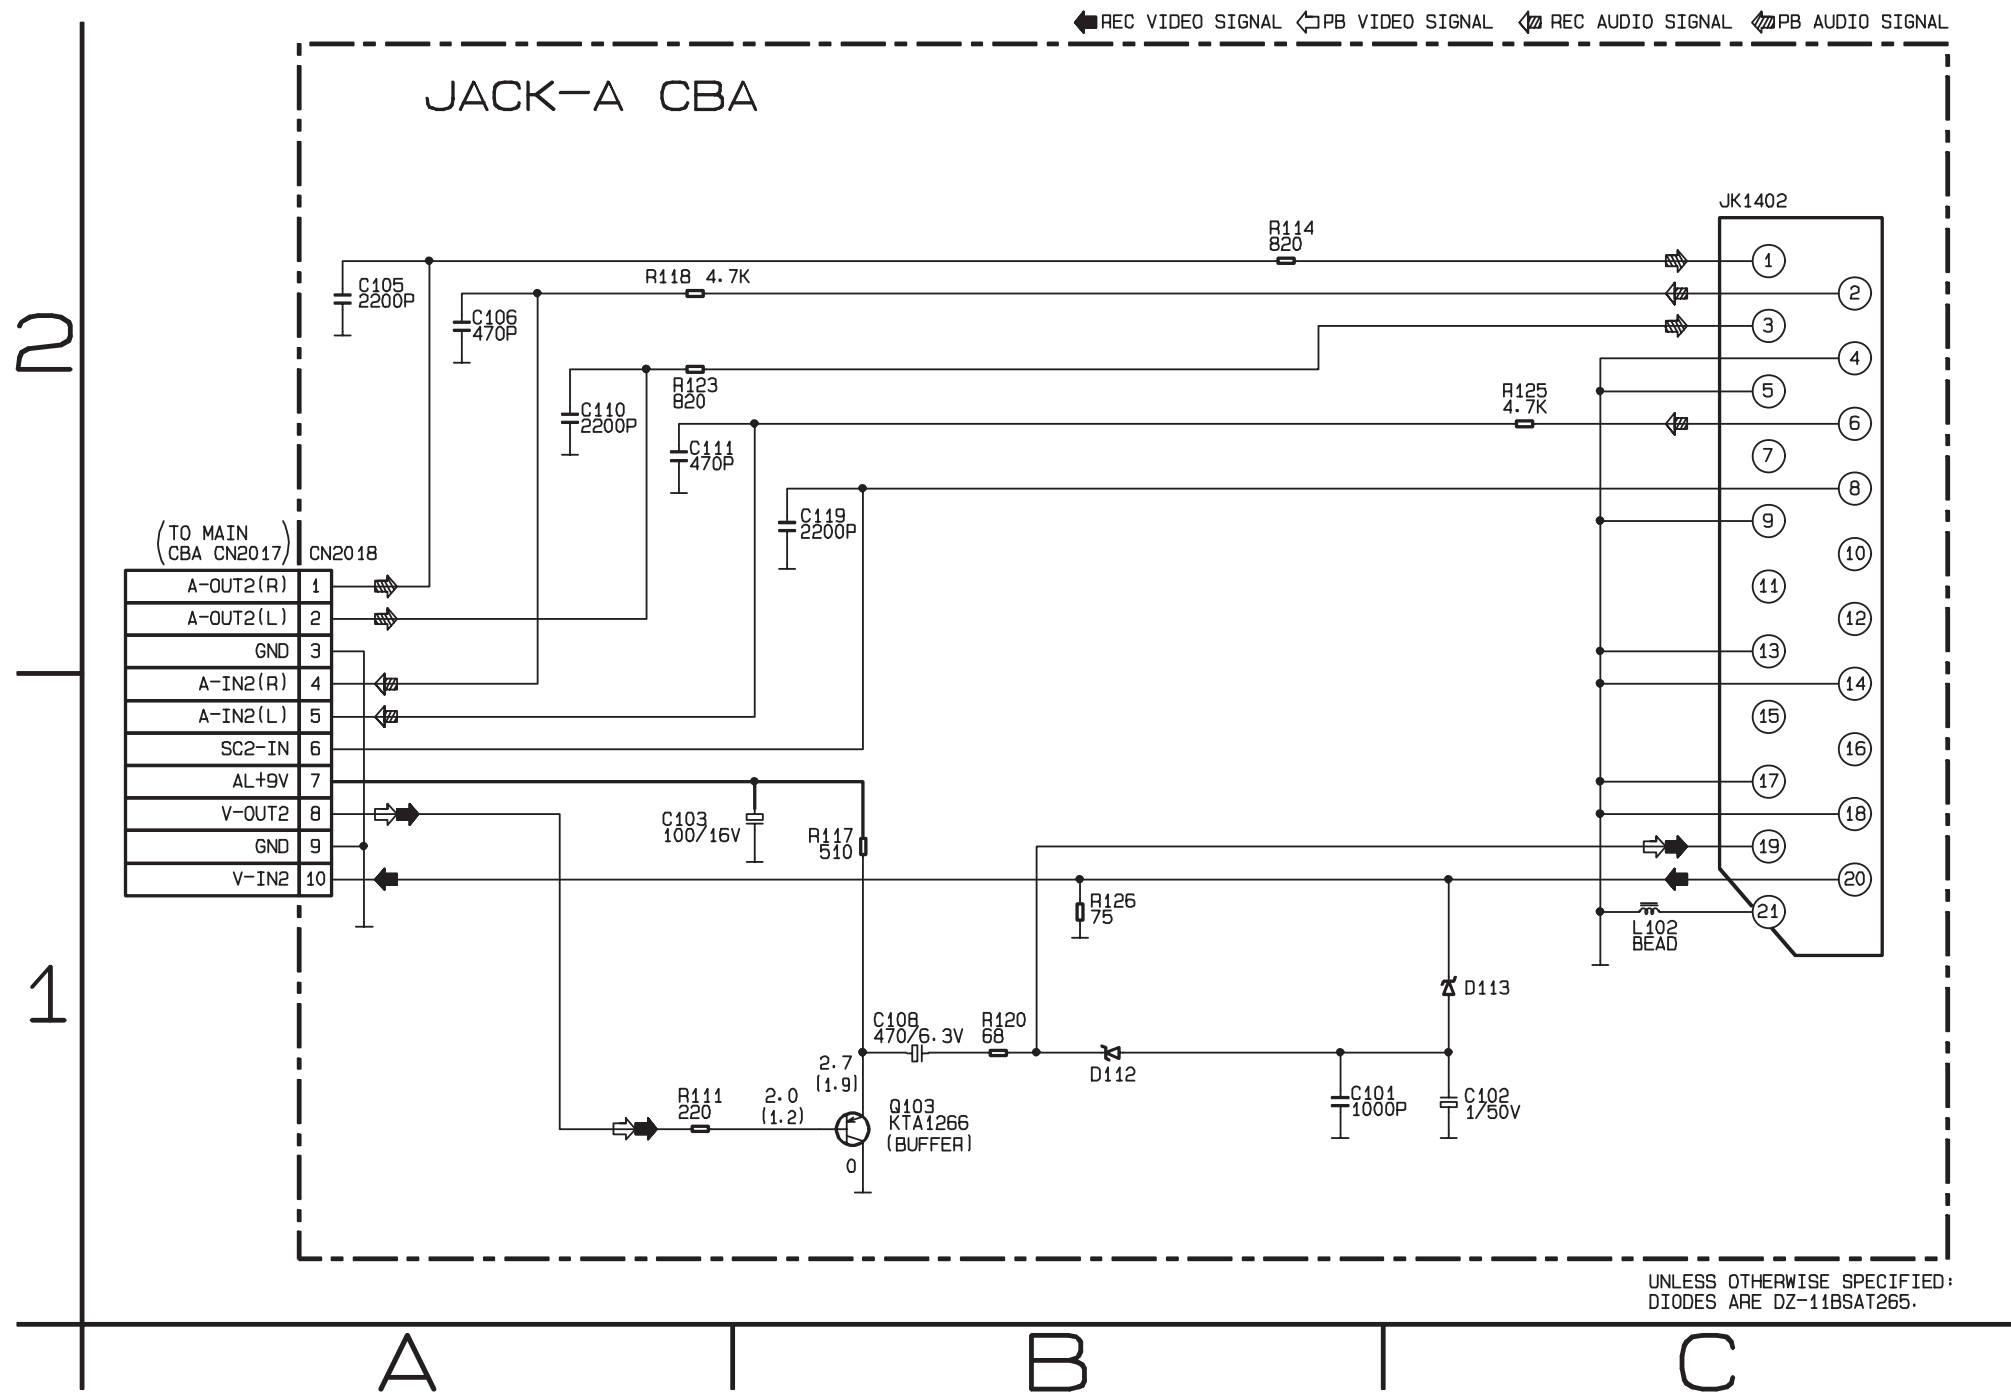 REC VIDEO SIGNAL PB VIDEO SIGNAL REC AUDIO SIGNAL PB AUDIO SIGNAL
JACK-A CBA
JK1402
R114
820
1
R118 4.7K
C105
2200P
2
C106
470P
3
2
4
R123
820
R125
4.7K
5
C110
2200P
6
C111
470P
7
8
C119
2200P
9
(TO MAIN
CBA CN2017)
CN2018
10
A-OUT2(R) 1
11
A-OUT2(L) 2
12
GND 3
13
A-IN2(R) 4
14
A-IN2(L) 5
15
SC2-IN 6
16
AL+9V 7
17
V-OUT2 8
18
C103
100/16V
R117
510
GND 9
19
V-IN2 10
20
R126
75
21
L102
BEAD
1
D113
C108
470/6.3V
R120
68
2.7
(1.9)
D112
R111
220
2.0
(1.2)
Q103
KTA1266
(BUFFER)
C101
1000P
C102
1/50V
0
UNLESS OTHERWISE SPECIFIED:
DIODES ARE DZ-11BSAT265.
A B C